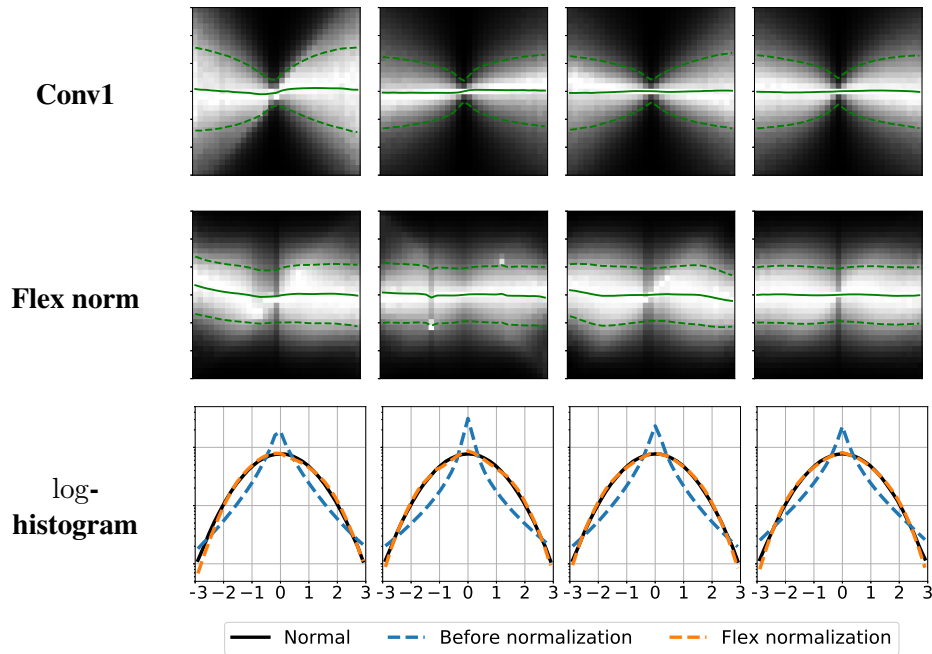 Conv1
Flex norm
log-
histogram
-3 -2 -1 0 1 2 3 -3 -2 -1 0 1 2 3 -3 -2 -1 0 1 2 3 -3 -2 -1 0 1 2 3
Normal Before normalization Flex normalization